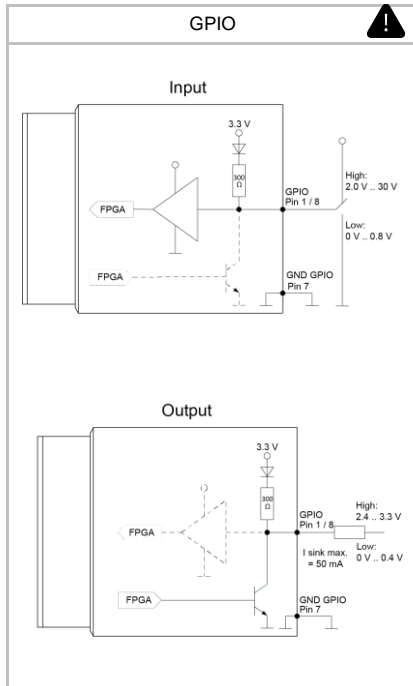 GPIO
Input
3.3 V
300
Ω
FPGA
GPIO
Pin 1 / 8
High:
2.0 V .. 30 V
Low:
0 V .. 0.8 V
FPGA
GND GPIO
Pin 7
Output
3.3 V
300
Ω
FPGA
GPIO
Pin 1 / 8
High:
2.4 .. 3.3 V
I sink max.
= 50 mA
Low:
0 V .. 0.4 V
FPGA
GND GPIO
Pin 7